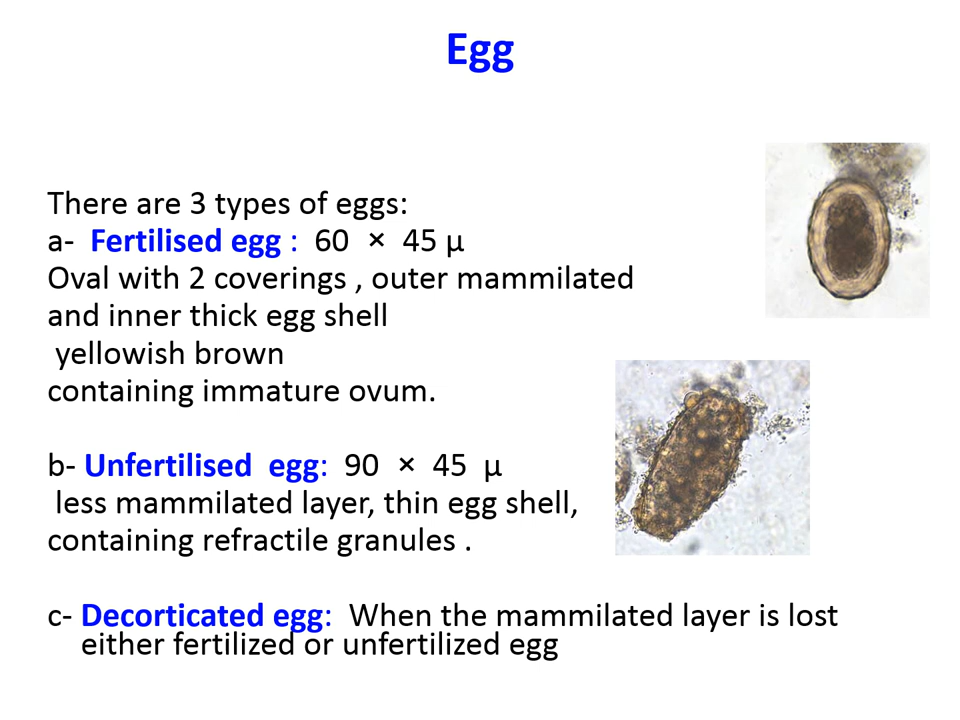 Egg
There are 3 types of eggs:
a- Fertilised egg : 60 × 45 µ
Oval with 2 coverings , outer mammilated
and inner thick egg shell
yellowish brown
containing immature ovum.
b- Unfertilised egg: 90 × 45 µ
less mammilated layer, thin egg shell,
containing refractile granules .
c- Decorticated egg: When the mammilated layer is lost
either fertilized or unfertilized egg